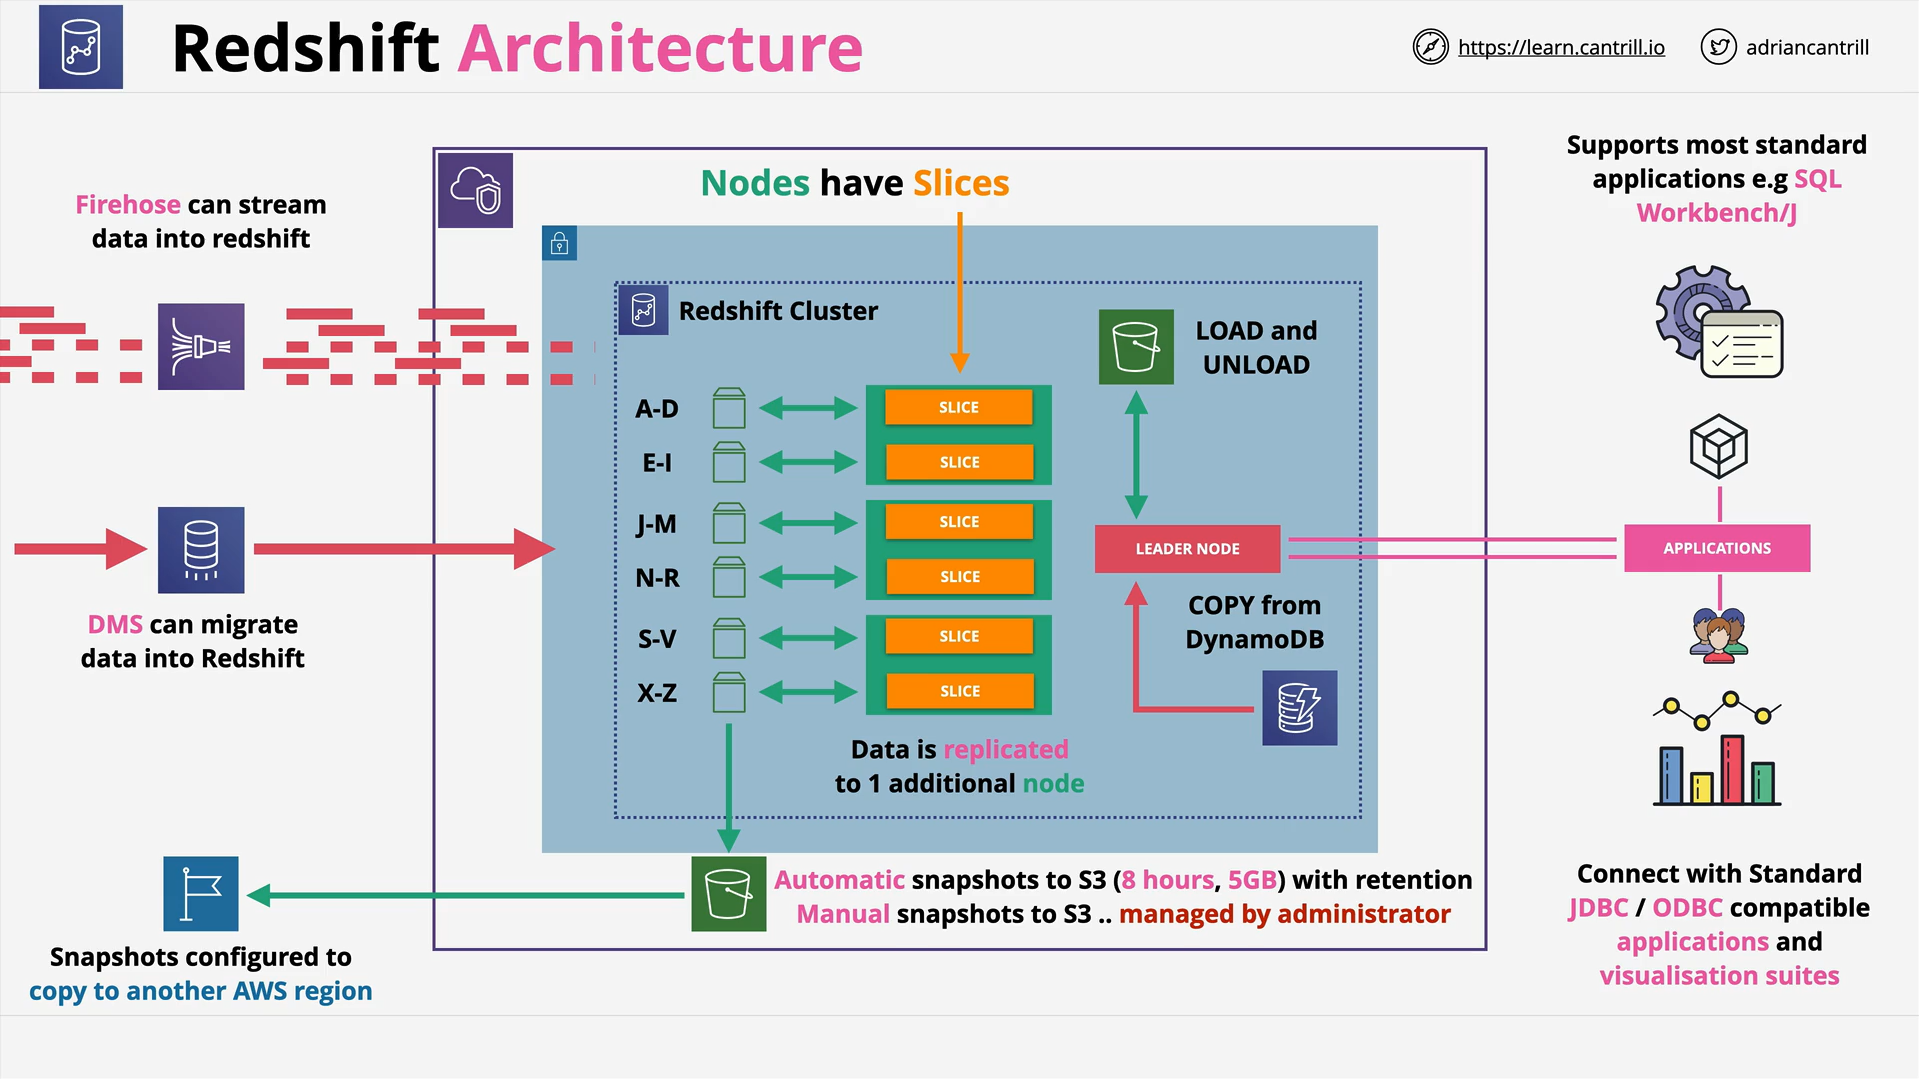 Redshift Architecture
https://learn.cantrill.io
adriancantrill
Firehose can stream
data into redshift
DMS can migrate
data into Redshift
Snapshots configured to
copy to another AWS region
Nodes have Slices
Redshift Cluster
A-D
SLICE
E-I
SLICE
J-M
SLICE
N-R
SLICE
S-V
SLICE
X-Z
SLICE
Data is replicated
to 1 additional node
LOAD and
UNLOAD
LEADER NODE
COPY from
DynamoDB
Automatic snapshots to S3 (8 hours, 5GB) with retention
Manual snapshots to S3 .. managed by administrator
Supports most standard
applications e.g SQL
Workbench/J
APPLICATIONS
Connect with Standard
JDBC / ODBC compatible
applications and
visualisation suites